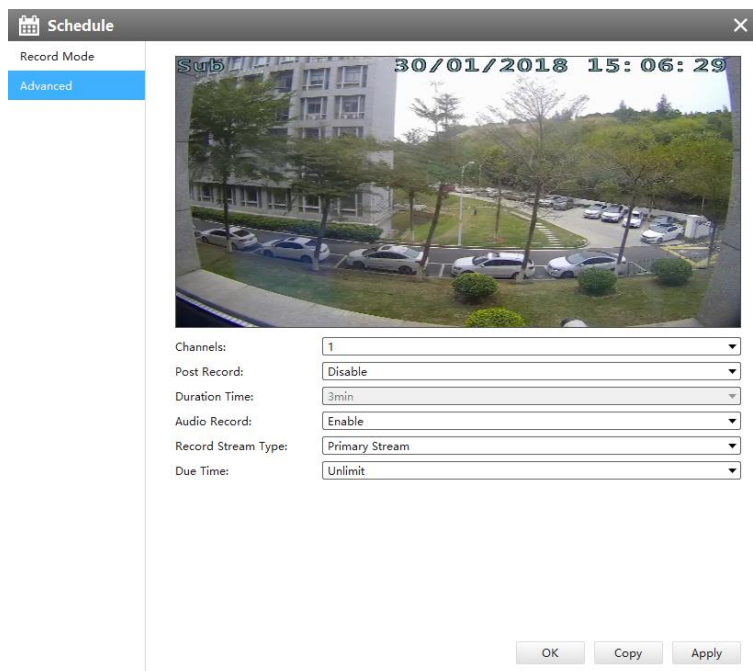 Schedule
Record Mode
Advanced
Sub 30/01/2018 15:06:29
Channels: 1
Post Record: Disable
Duration Time: 3min
Audio Record: Enable
Record Stream Type: Primary Stream
Due Time: Unlimit
OK Copy Apply